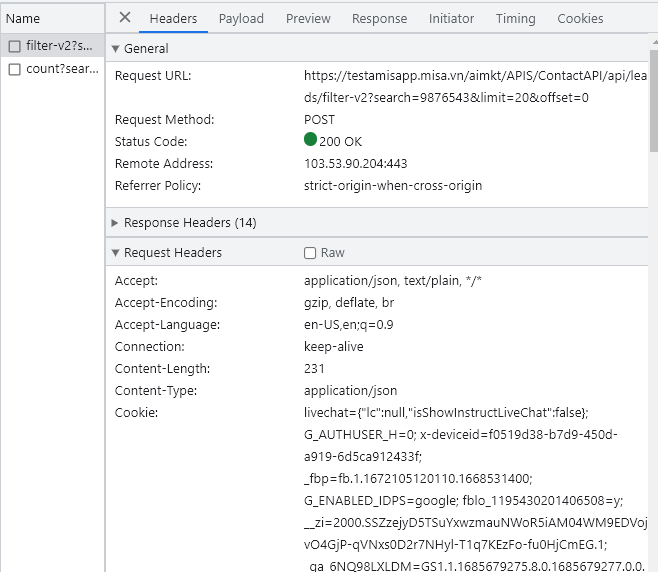 Name
Headers Payload Preview Response Initiator Timing Cookies
filter-v2?s...
count?sear...
General
Request URL: https://testamisapp.misa.vn/aimkt/APIS/ContactAPI/api/lea
ds/filter-v2?search=9876543&limit=20&offset=0
Request Method: POST
Status Code: 200 OK
Remote Address: 103.53.90.204:443
Referrer Policy: strict-origin-when-cross-origin
Response Headers (14)
Request Headers Raw
Accept: application/json, text/plain, */*
Accept-Encoding: gzip, deflate, br
Accept-Language: en-US,en;q=0.9
Connection: keep-alive
Content-Length: 231
Content-Type: application/json
Cookie: livechat={"lc":null,"isShowInstructLiveChat":false};
G_AUTHUSER_H=0; x-deviceid=f0519d38-b7d9-450d-
a919-6d5ca912433f;
_fbp=fb.1.1672105120110.1668531400;
G_ENABLED_IDPS=google; fblo_1195430201406508=y;
__zi=2000.SSZzejyD5TSuYxwzmauNWoR5iAM04WM9EDVoj
vO4GjP-qVNxs0D2r7NHyl-T1q7KEzFo-fu0HjCmEG.1;
_ga_6NQ98LXLDM=GS1.1.1685679275.8.0.1685679277.0.0.